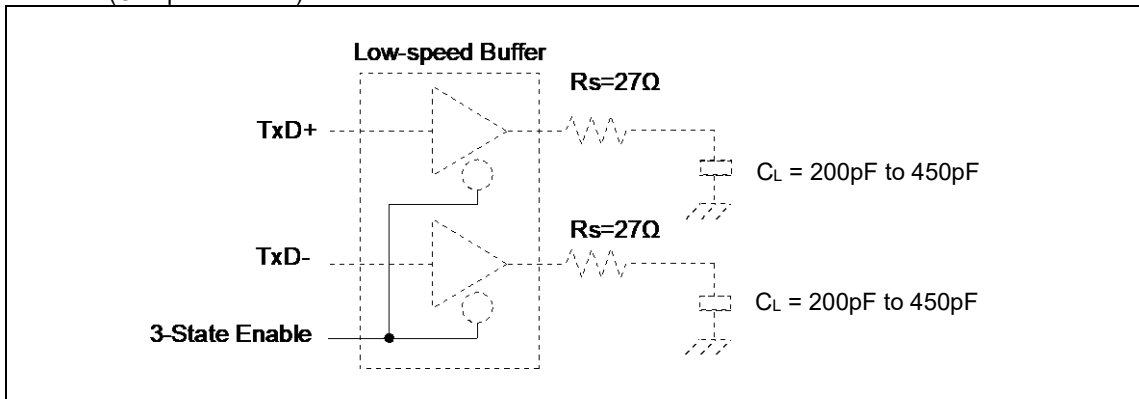 Low-speed Buffer
Rs=27Ω
TxD+
CL = 200pF to 450pF
Rs=27Ω
TxD-
CL = 200pF to 450pF
3-State Enable